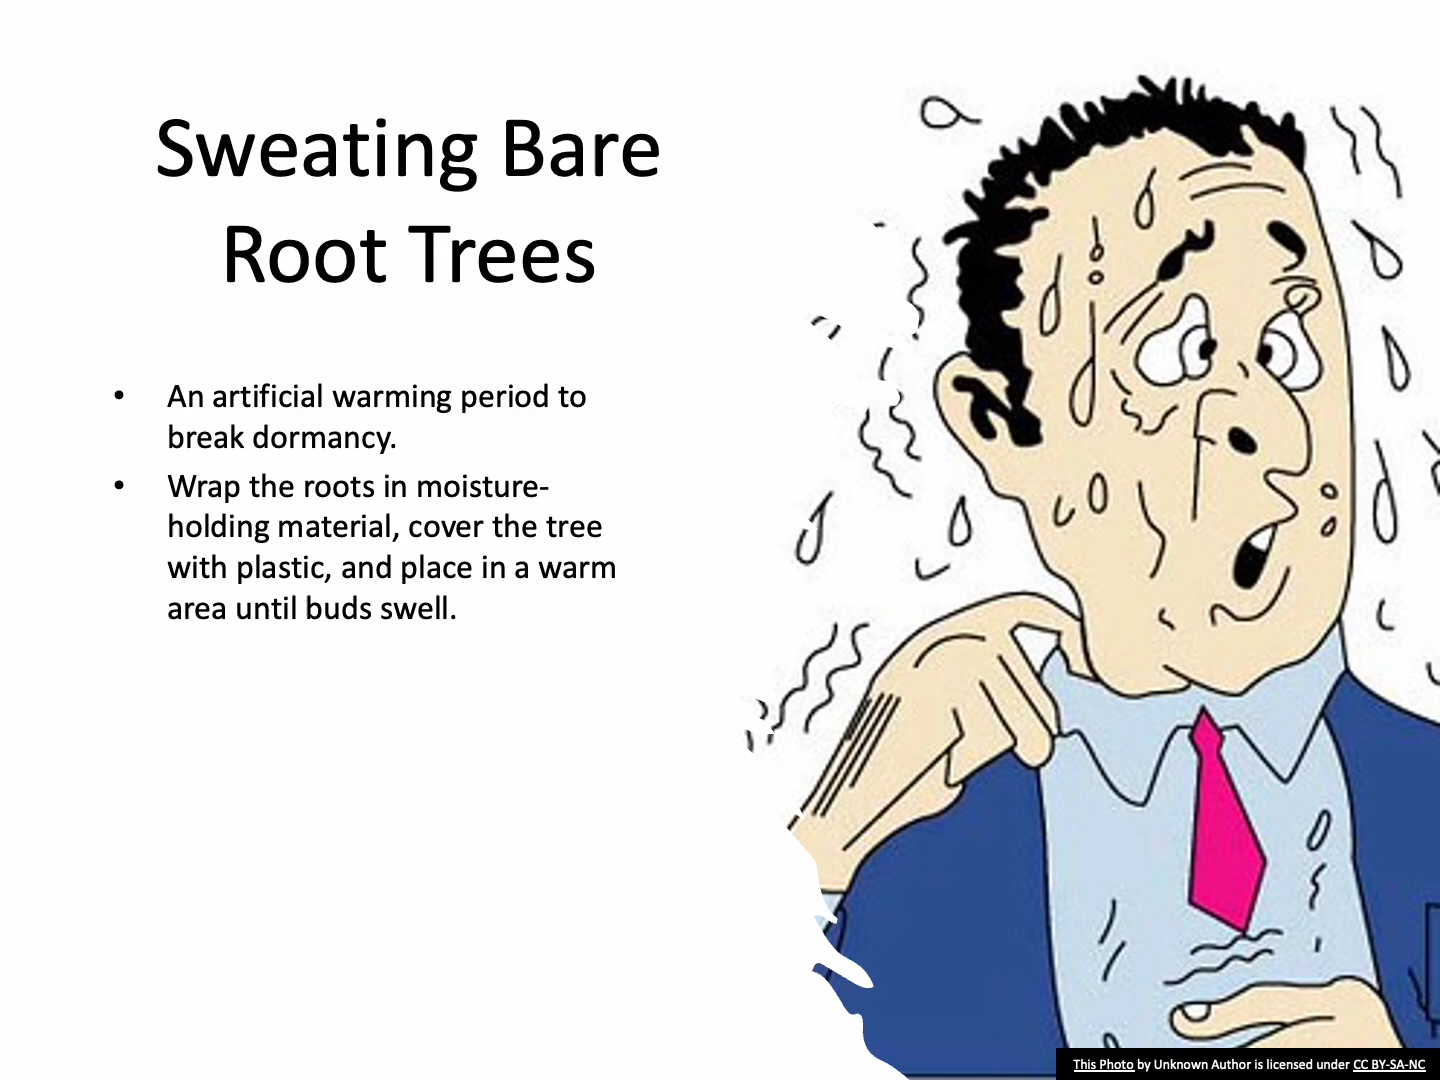 Sweating Bare
Root Trees
• An artificial warming period to
break dormancy.
• Wrap the roots in moisture-
holding material, cover the tree
with plastic, and place in a warm
area until buds swell.
This Photo by Unknown Author is licensed under CC BY-SA-NC